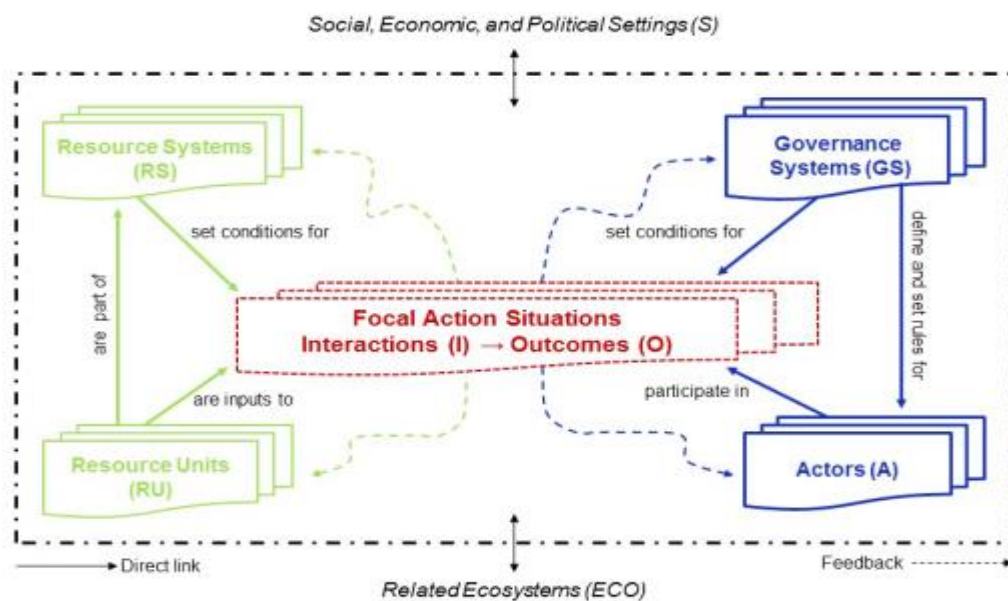 Social, Economic, and Political Settings (S)
Resource Systems
(RS)
Governance
Systems (GS)
set conditions for
set conditions for
are part of
define and set rules for
Focal Action Situations
Interactions (I) → Outcomes (O)
are inputs to
participate in
Resource Units
(RU)
Actors (A)
Direct link
Feedback
Related Ecosystems (ECO)